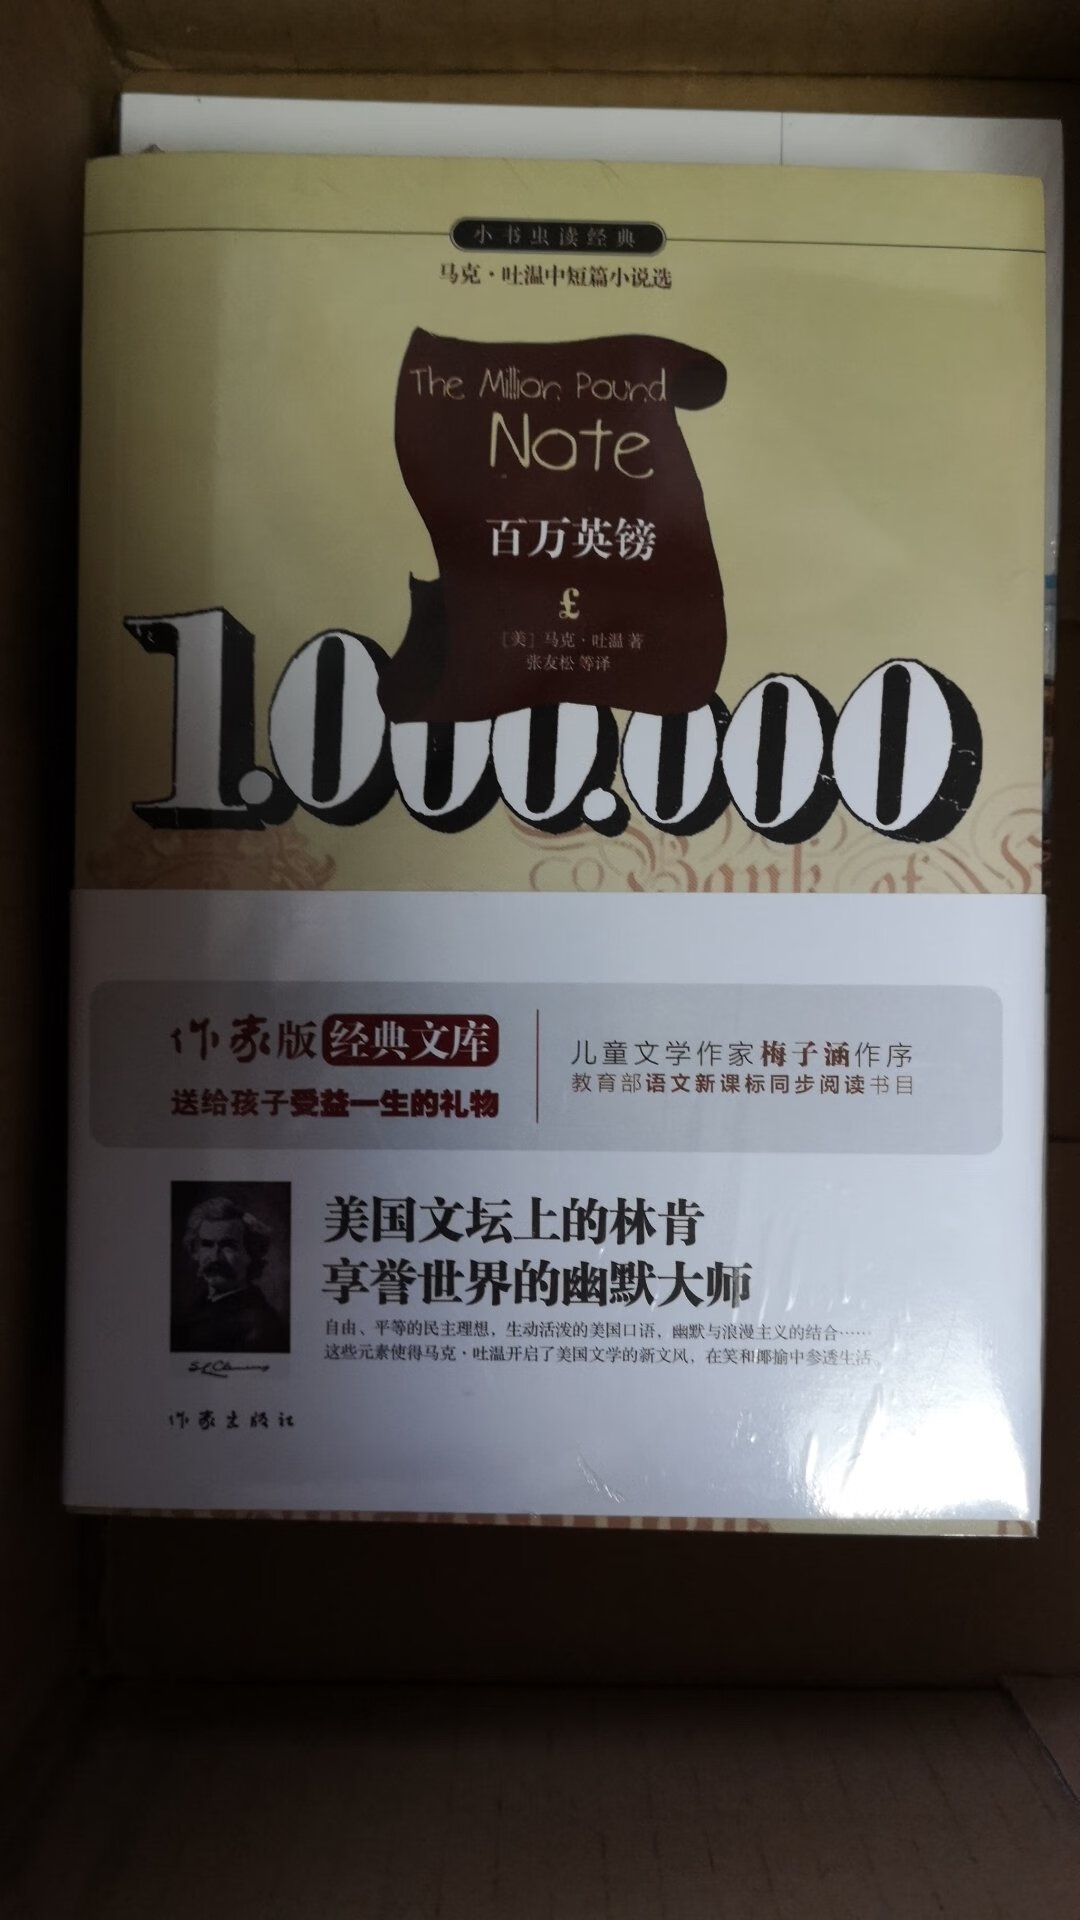 小书虫读经典
马克·吐温中短篇小说选
The Million Pound
Note
百万英镑
£
［美］马克·吐温 著
张友松 等译
1.000.000
Bank of
作家版经典文库
送给孩子受益一生的礼物
儿童文学作家梅子涵作序
教育部语文新课标同步阅读书目
美国文坛上的林肯
享誉世界的幽默大师
自由、平等的民主理想，生动活泼的美国口语，幽默与浪漫主义的结合……
这些元素使得马克·吐温开启了美国文学的新文风，在笑和揶揄中参透生活。
作家出版社